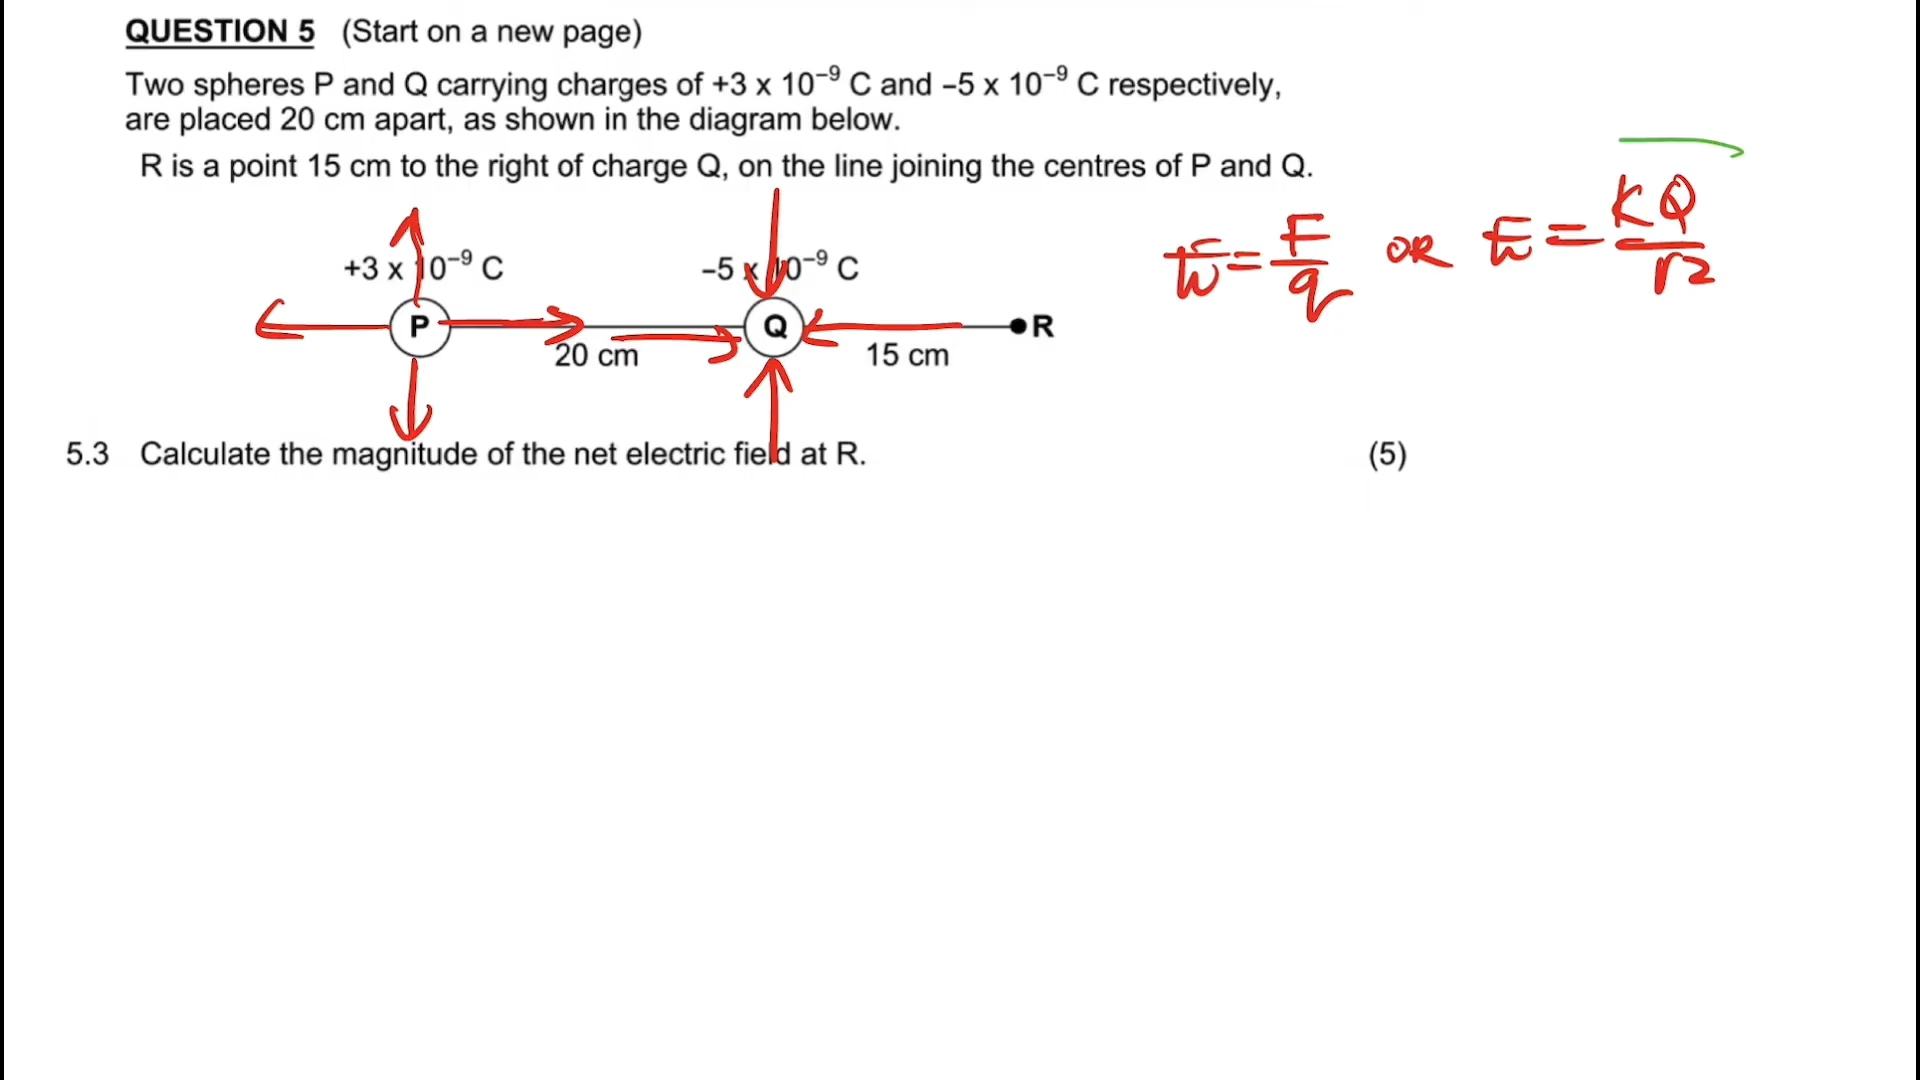 QUESTION 5 (Start on a new page)
Two spheres P and Q carrying charges of +3 x 10⁻⁹ C and –5 x 10⁻⁹ C respectively,
are placed 20 cm apart, as shown in the diagram below.
R is a point 15 cm to the right of charge Q, on the line joining the centres of P and Q.
E = F/q OR E = KQ/r²
+3 x 10⁻⁹ C –5 x 10⁻⁹ C
P Q R
20 cm 15 cm
5.3 Calculate the magnitude of the net electric field at R. (5)